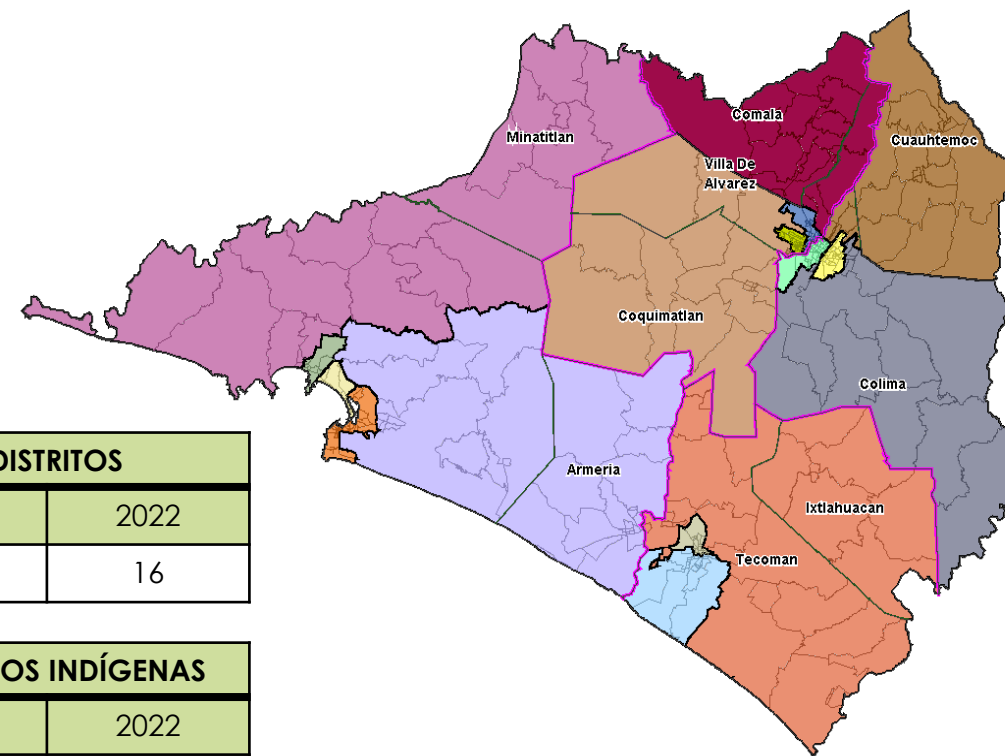 Comala
Minatitlan
Cuauhtemoc
Villa De
Alvarez
Coquimatlan
Colima
Armeria
Ixtlahuacan
Tecoman
DISTRITOS
2022
16
OS INDÍGENAS
2022